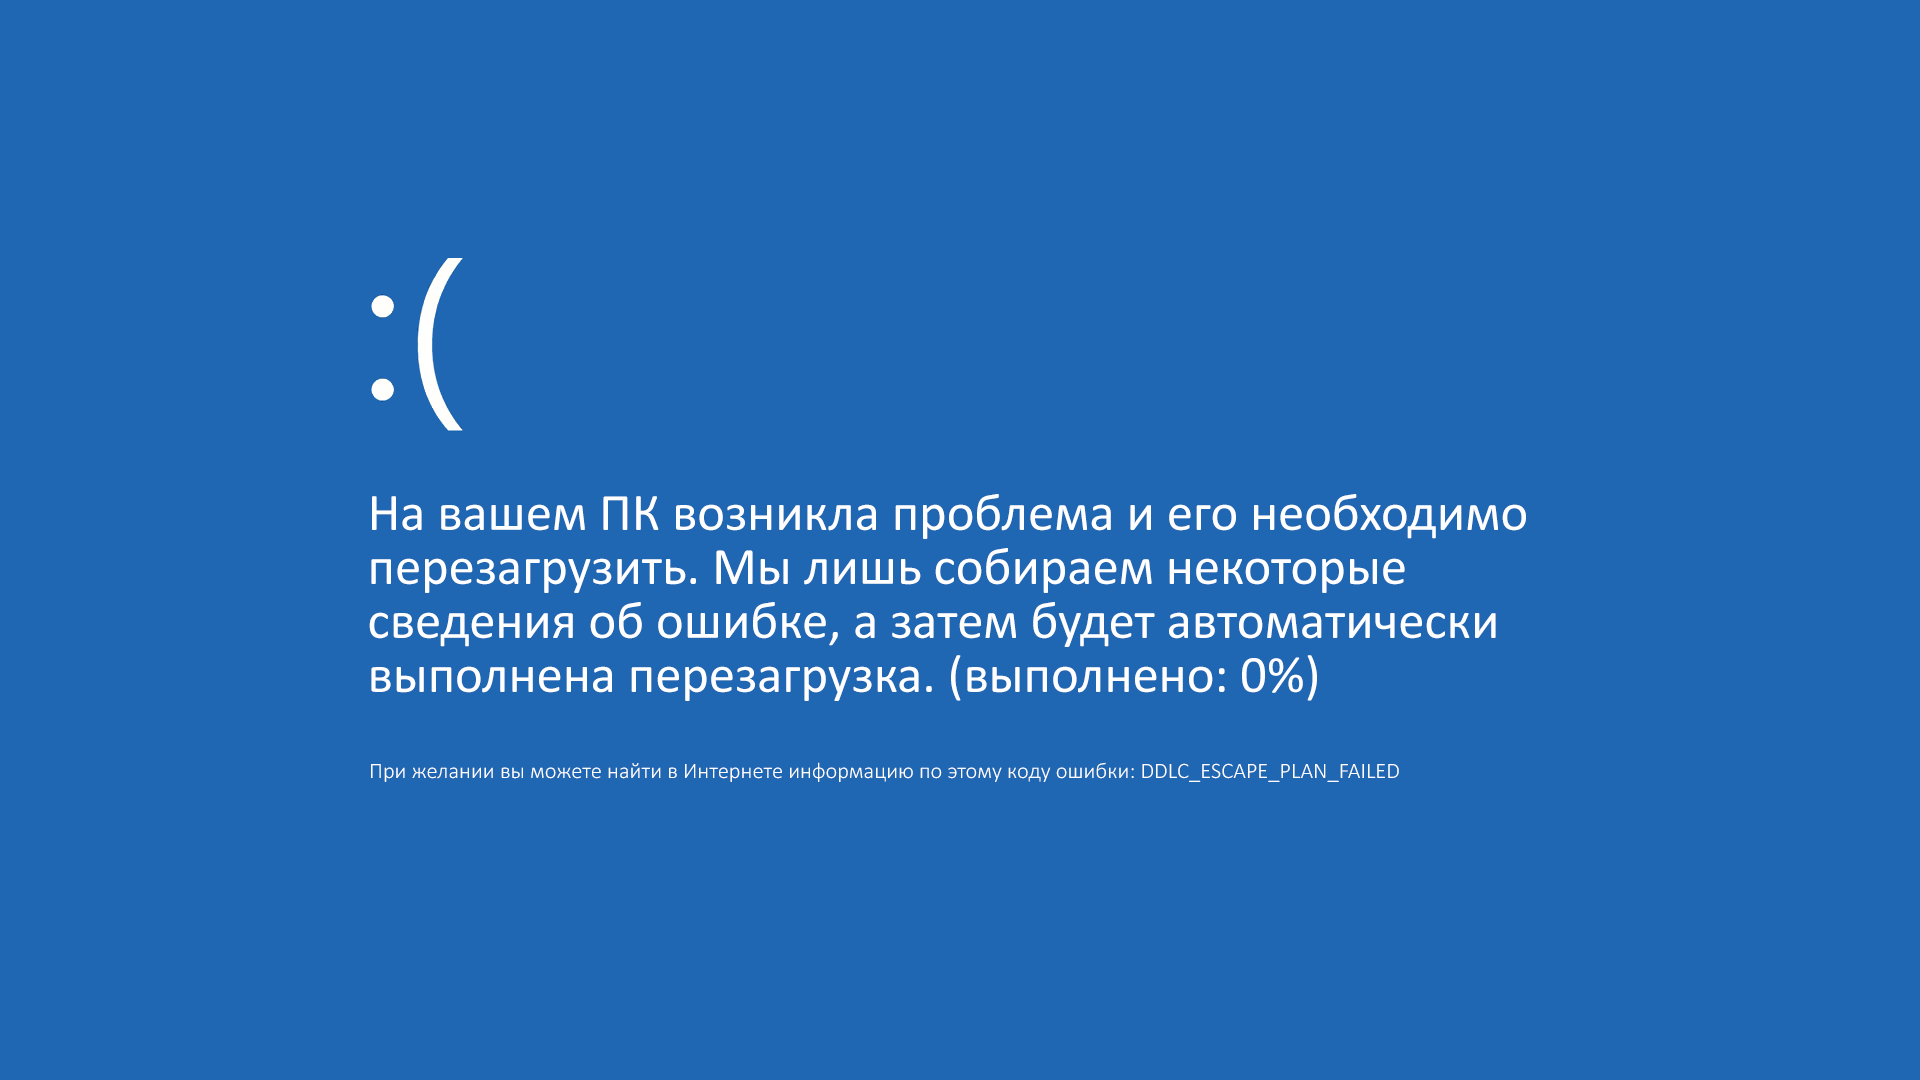 :(
На вашем ПК возникла проблема и его необходимо
перезагрузить. Мы лишь собираем некоторые
сведения об ошибке, а затем будет автоматически
выполнена перезагрузка. (выполнено: 0%)
При желании вы можете найти в Интернете информацию по этому коду ошибки: DDLC_ESCAPE_PLAN_FAILED